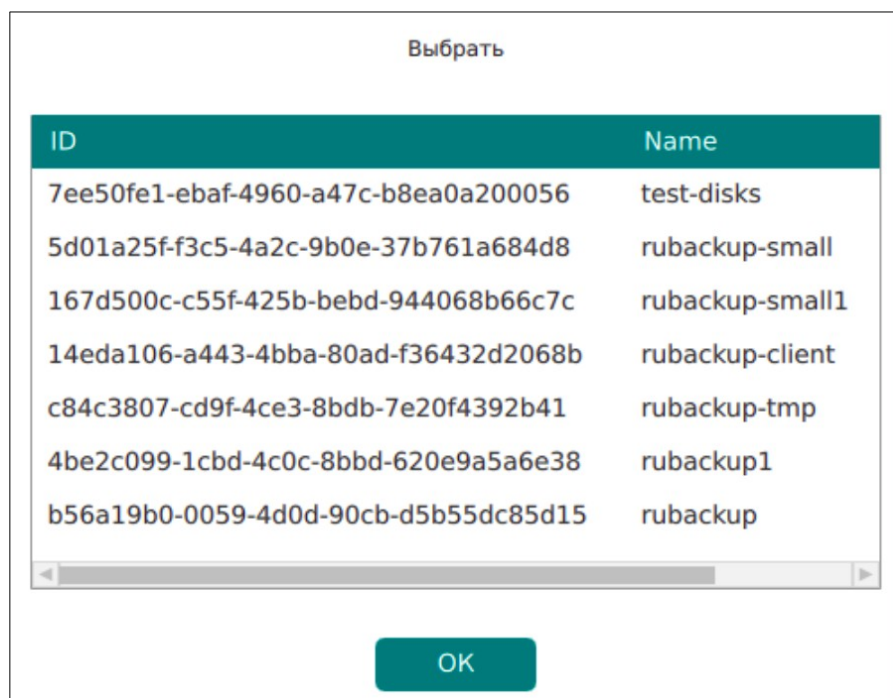 Выбрать
ID Name
7ee50fe1-ebaf-4960-a47c-b8ea0a200056 test-disks
5d01a25f-f3c5-4a2c-9b0e-37b761a684d8 rubackup-small
167d500c-c55f-425b-bebd-944068b66c7c rubackup-small1
14eda106-a443-4bba-80ad-f36432d2068b rubackup-client
c84c3807-cd9f-4ce3-8bdb-7e20f4392b41 rubackup-tmp
4be2c099-1cbd-4c0c-8bbd-620e9a5a6e38 rubackup1
b56a19b0-0059-4d0d-90cb-d5b55dc85d15 rubackup
OK